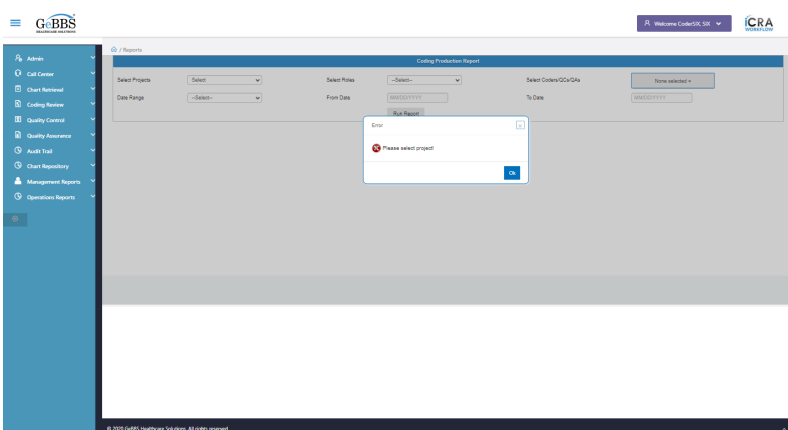 GeBBS
HEALTHCARE SOLUTIONS
Welcome CoderSIX, SIX
iCRA
WORKFLOW
/ Reports
Admin
Call Center
Chart Retrieval
Coding Review
Quality Control
Quality Assurance
Audit Trail
Chart Repository
Management Reports
Operations Reports
Coding Production Report
Select Projects
Select
Select Roles
--Select--
Select Coders/QCs/QAs
None selected
Date Range
--Select--
From Date
MM/DD/YYYY
To Date
MM/DD/YYYY
Run Report
Error
x
Please select project!
Ok
© 2020 GeBBS Healthcare Solutions. All rights reserved